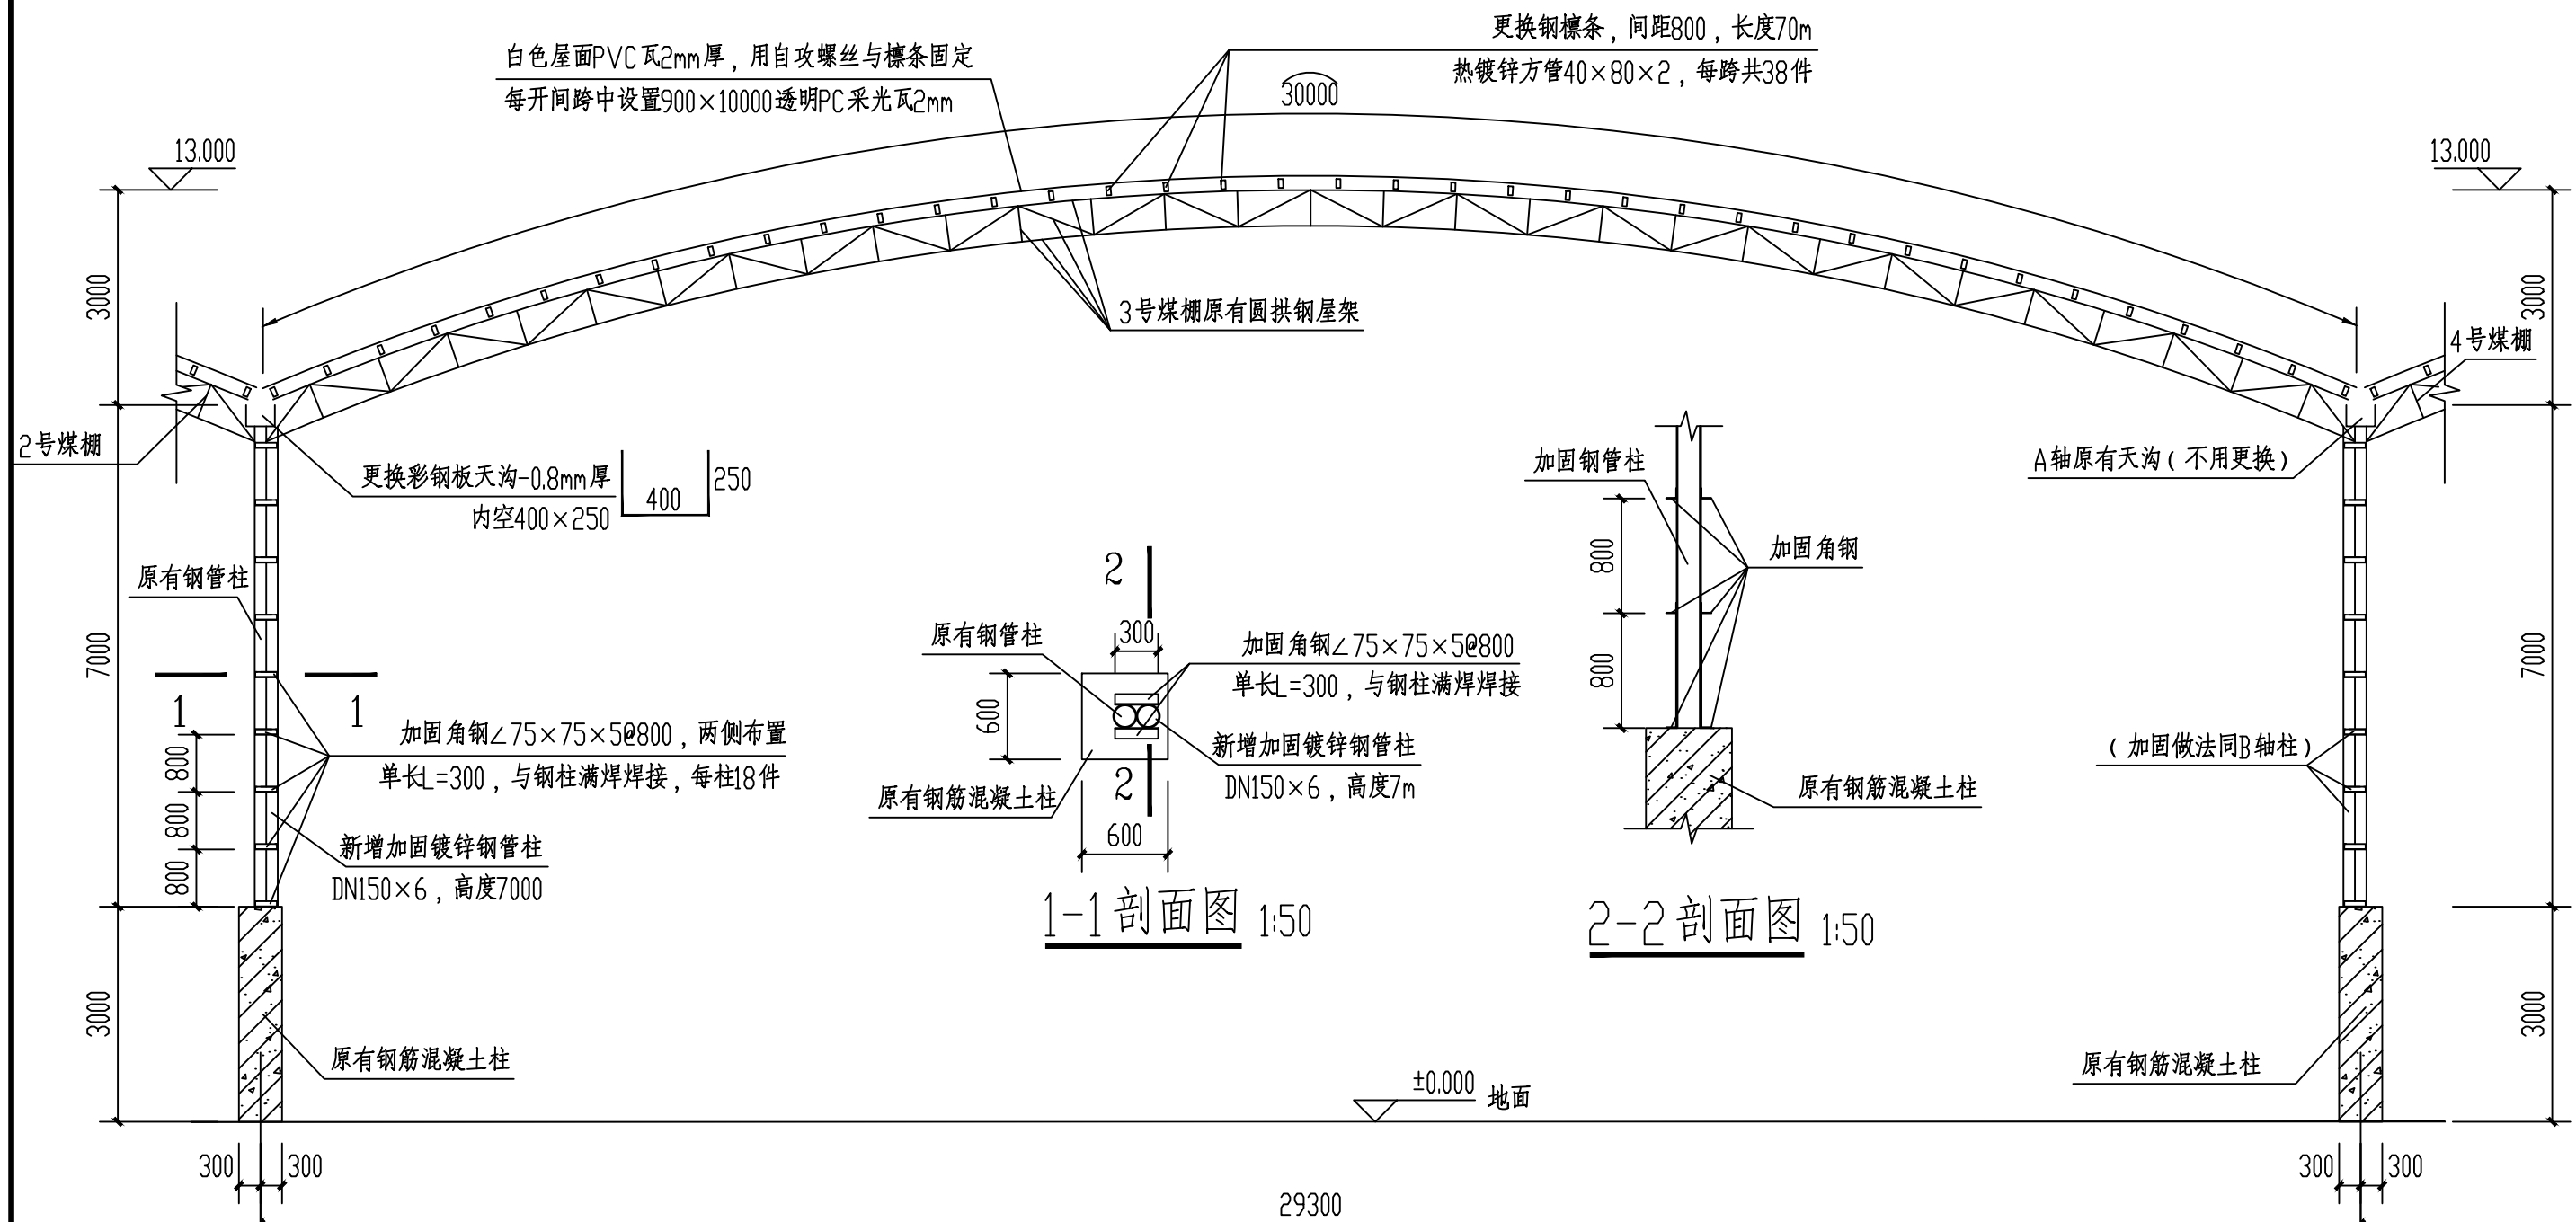 白色屋面PVC瓦2mm厚，用自攻螺丝与檩条固定
每开间跨中设置900×10000透明PC采光瓦2mm
更换钢檩条，间距800，长度70m
热镀锌方管40×80×2，每跨共38件
30000
13.000
13.000
3000
3000
3号煤棚原有圆拱钢屋架
4号煤棚
2号煤棚
更换彩钢板天沟-0.8mm厚
内空400×250
400
250
加固钢管柱
A轴原有天沟（不用更换）
原有钢管柱
800
加固角钢
2
7000
7000
原有钢管柱
300
加固角钢∠75×75×5@800
单长L=300，与钢柱满焊焊接
800
1
1
600
加固角钢∠75×75×5@800，两侧布置
单长L=300，与钢柱满焊焊接，每柱18件
新增加固镀锌钢管柱
DN150×6，高度7m
（加固做法同B轴柱）
800
800
800
2
原有钢筋混凝土柱
原有钢筋混凝土柱
600
新增加固镀锌钢管柱
DN150×6，高度7000
1-1剖面图 1:50
2-2剖面图 1:50
3000
3000
原有钢筋混凝土柱
原有钢筋混凝土柱
±0.000
地面
300
300
300
300
29300